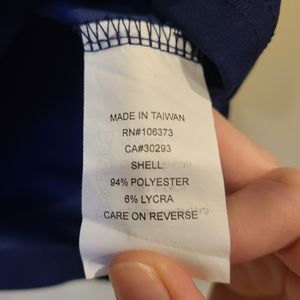 MADE IN TAIWAN
RN#106373
CA#30293
SHELL:
94% POLYESTER
6% LYCRA
CARE ON REVERSE